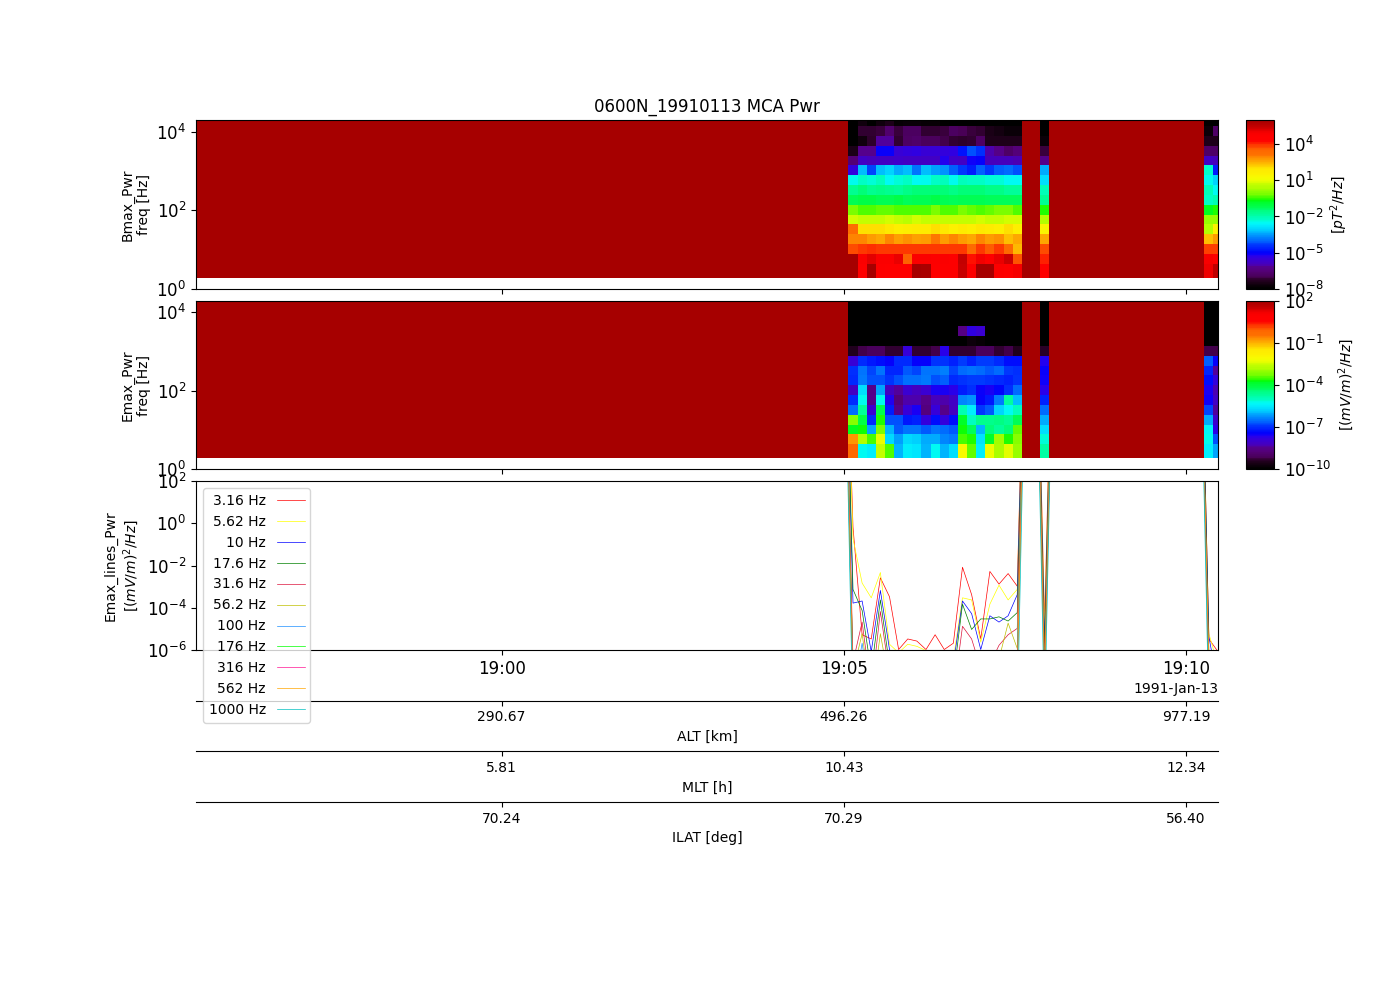 0600N_19910113 MCA Pwr
Bmax_Pwr
freq [Hz]
10^4
10^2
10^0
10^4
10^1
10^-2
10^-5
10^-8
[pT^2/Hz]
Emax_Pwr
freq [Hz]
10^4
10^2
10^0
10^2
10^-1
10^-4
10^-7
10^-10
[(mV/m)^2/Hz]
Emax_lines_Pwr
[(mV/m)^2/Hz]
10^2
10^0
10^-2
10^-4
10^-6
3.16 Hz
5.62 Hz
10 Hz
17.6 Hz
31.6 Hz
56.2 Hz
100 Hz
176 Hz
316 Hz
562 Hz
1000 Hz
19:00 19:05 19:10
1991-Jan-13
290.67 496.26 977.19
ALT [km]
5.81 10.43 12.34
MLT [h]
70.24 70.29 56.40
ILAT [deg]